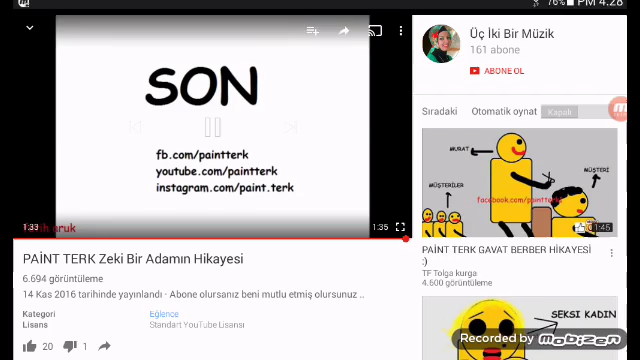 76% PM 4:28
SON
fb.com/paintterk
youtube.com/paintterk
instagram.com/paint.terk
1:33
1:35
PAİNT TERK Zeki Bir Adamın Hikayesi
6.694 görüntüleme
14 Kas 2016 tarihinde yayınlandı · Abone olursanız beni mutlu etmiş olursunuz ..
Kategori Eğlence
Lisans Standart YouTube Lisansı
20 1
Üç İki Bir Müzik
161 abone
ABONE OL
Sıradaki Otomatik oynat Kapalı
MURAT
MÜŞTERİ
MÜŞTERİLER
facebook.com/paintterk
1:45
PAİNT TERK GAVAT BERBER HİKAYESİ
:)
TF Tolga kurga
4.600 görüntüleme
SEKSI KADIN
Recorded by mobizen